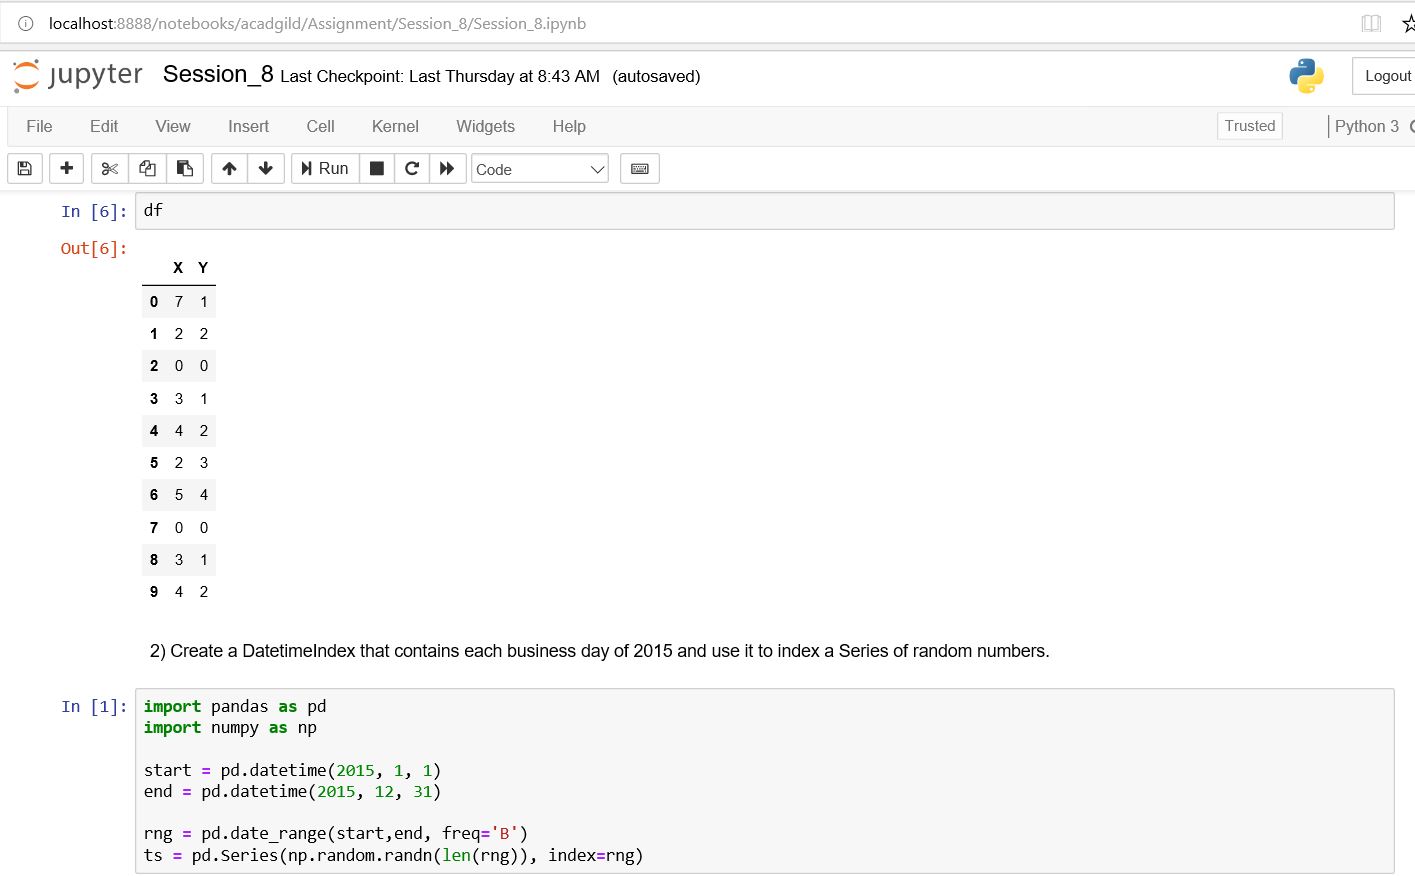 localhost:8888/notebooks/acadgild/Assignment/Session_8/Session_8.ipynb
jupyter Session_8 Last Checkpoint: Last Thursday at 8:43 AM (autosaved) Logout
File Edit View Insert Cell Kernel Widgets Help Trusted Python 3
Run Code
In [6]: df
Out[6]:
X Y
0 7 1
1 2 2
2 0 0
3 3 1
4 4 2
5 2 3
6 5 4
7 0 0
8 3 1
9 4 2
2) Create a DatetimeIndex that contains each business day of 2015 and use it to index a Series of random numbers.
In [1]: import pandas as pd
import numpy as np
start = pd.datetime(2015, 1, 1)
end = pd.datetime(2015, 12, 31)
rng = pd.date_range(start,end, freq='B')
ts = pd.Series(np.random.randn(len(rng)), index=rng)